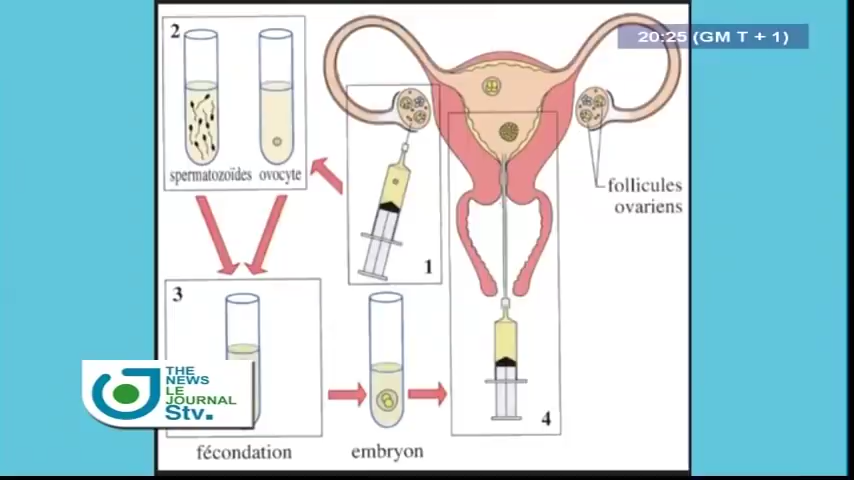 20:25 (GM T + 1)
2
spermatozoïdes ovocyte
1
follicules
ovariens
3
fécondation
embryon
4
THE
NEWS
LE
JOURNAL
Stv.